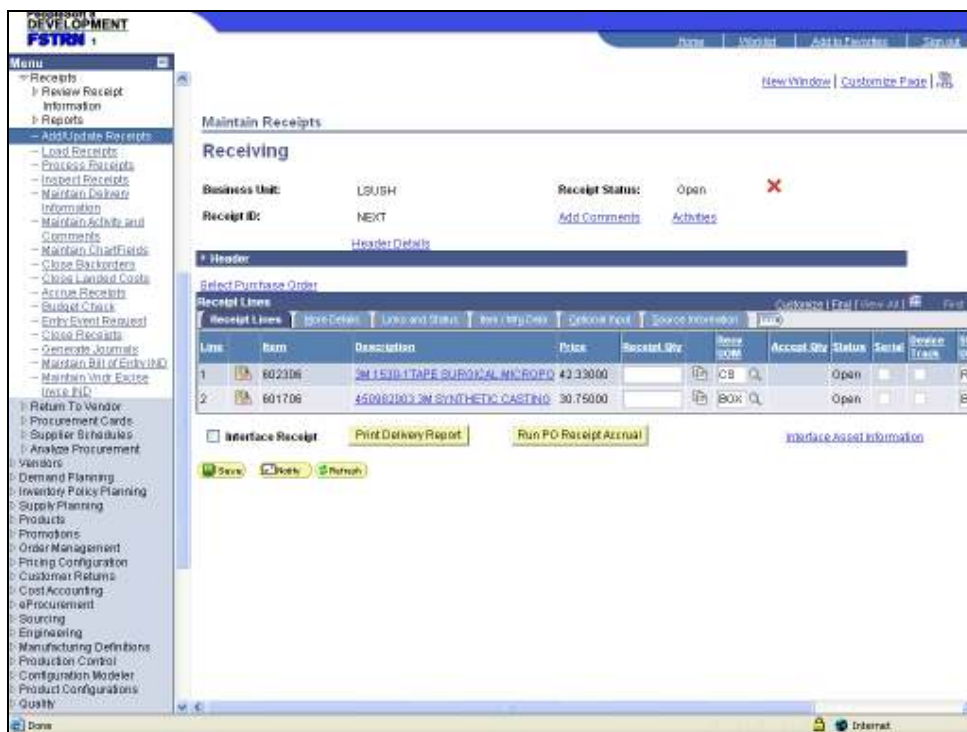 DEVELOPMENT
FSTRN 1
Home | Worklist | Add to Favorites | Sign out
Menu
Receipts
Review Receipt
Information
Reports
Add/Update Receipts
Load Receipts
Process Receipts
Inspect Receipts
Maintain Delivery
Information
Maintain Activity and
Comments
Maintain ChartFields
Close Backorders
Close Landed Costs
Accrue Receipts
Budget Check
Entry Event Request
Close Receipts
Generate Journals
Maintain Bill of Entry IND
Maintain Vndr Excise
Invce IND
Return To Vendor
Procurement Cards
Supplier Schedules
Analyze Procurement
Vendors
Demand Planning
Inventory Policy Planning
Supply Planning
Products
Promotions
Order Management
Pricing Configuration
Customer Returns
Cost Accounting
eProcurement
Sourcing
Engineering
Manufacturing Definitions
Production Control
Configuration Modeler
Product Configurations
Quality
New Window | Customize Page |
Maintain Receipts
Receiving
Business Unit: LSUSH Receipt Status: Open
Receipt ID: NEXT Add Comments Activities
Header Details
Header
Select Purchase Order
Receipt Lines Customize | Find | View All | First
Receipt Lines More Details Links and Status Item / Mfg Data Optional Input Source Information
Line Item Description Price Receipt Qty Recv UOM Accept Qty Status Serial Device Track
1 602306 3M 1530-1TAPE SURGICAL MICROPO 42.33000 CS Open
2 601706 450982003 3M SYNTHETIC CASTING 30.75000 BOX Open
Interface Receipt Print Delivery Report Run PO Receipt Accrual Interface Asset Information
Save Notify Refresh
Done Internet